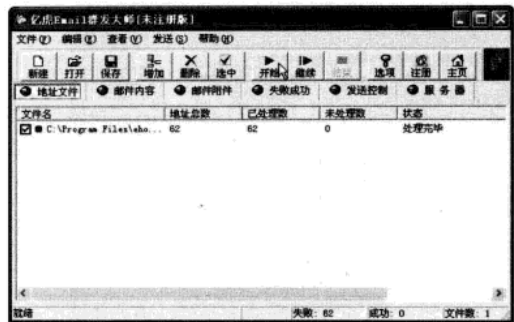 亿虎Email群发大师[未注册版]
文件(F) 编辑(E) 查看(V) 发送(S) 帮助(H)
新建 打开 保存 增加 删除 选中 开始 继续 结束 选项 注册 主页
地址文件 邮件内容 邮件附件 失败成功 发送控制 服务器
文件名 地址总数 已处理数 未处理数 状态
C:\Program Files\eho... 62 62 0 处理完毕
就绪 失败: 62 成功: 0 文件数: 1